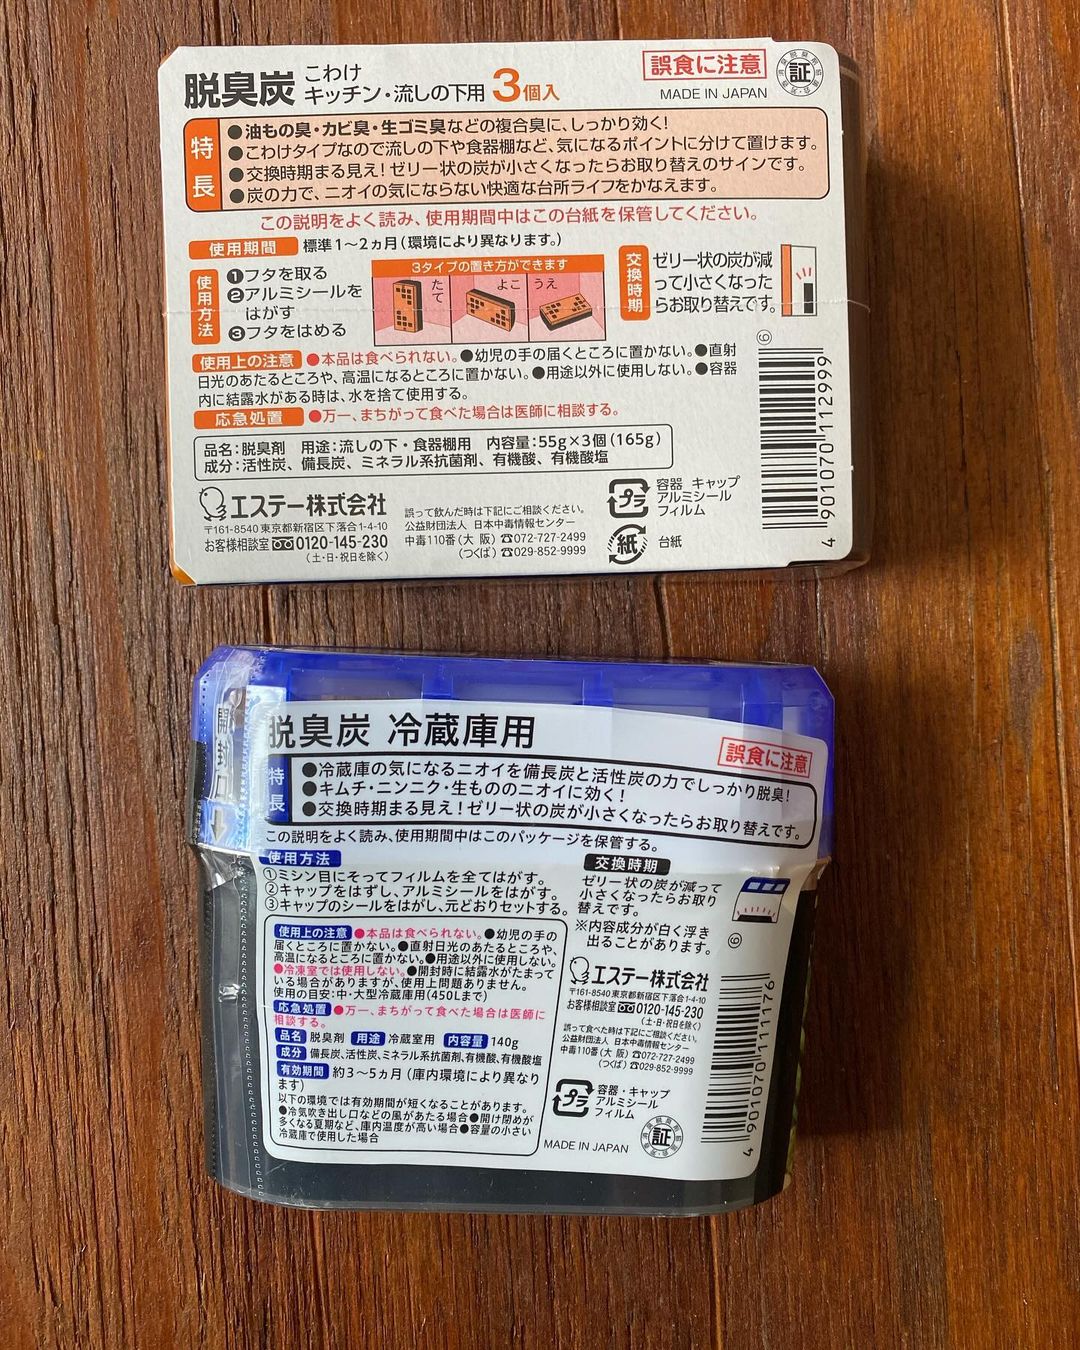 脱臭炭 こわけ キッチン・流しの下用 3個入
誤食に注意
MADE IN JAPAN
証
特長
●油もの臭・カビ臭・生ゴミ臭などの複合臭に、しっかり効く!
●こわけタイプなので流しの下や食器棚など、気になるポイントに分けて置けます。
●交換時期まる見え!ゼリー状の炭が小さくなったらお取り替えのサインです。
●炭の力で、ニオイの気にならない快適な台所ライフをかなえます。
この説明をよく読み、使用期間中はこの台紙を保管してください。
使用期間 標準1~2ヵ月(環境により異なります。)
使用方法
❶フタを取る
❷アルミシールを
はがす
❸フタをはめる
3タイプの置き方ができます
たて よこ うえ
交換時期
ゼリー状の炭が減
って小さくなった
らお取り替えです。
使用上の注意 ●本品は食べられない。●幼児の手の届くところに置かない。●直射
日光のあたるところや、高温になるところに置かない。●用途以外に使用しない。●容器
内に結露水がある時は、水を捨て使用する。
応急処置 ●万一、まちがって食べた場合は医師に相談する。
品名:脱臭剤 用途:流しの下・食器棚用 内容量:55g×3個(165g)
成分:活性炭、備長炭、ミネラル系抗菌剤、有機酸、有機酸塩
エステー株式会社
〒161-8540 東京都新宿区下落合1-4-10
お客様相談室 0120-145-230
(土・日・祝日を除く)
誤って飲んだ時は下記にご相談ください。
公益財団法人 日本中毒情報センター
中毒110番(大 阪) ☎072-727-2499
(つくば) ☎029-852-9999
プラ
容器 キャップ
アルミシール
フィルム
紙 台紙
⑥
4 901070 112999
開封口
脱臭炭 冷蔵庫用
誤食に注意
特長
●冷蔵庫の気になるニオイを備長炭と活性炭の力でしっかり脱臭!
●キムチ・ニンニク・生もののニオイに効く!
●交換時期まる見え!ゼリー状の炭が小さくなったらお取り替えです。
この説明をよく読み、使用期間中はこのパッケージを保管する。
使用方法
①ミシン目にそってフィルムを全てはがす。
②キャップをはずし、アルミシールをはがす。
③キャップのシールをはがし、元どおりセットする。
交換時期
ゼリー状の炭が減って
小さくなったらお取り
替えです。
※内容成分が白く浮き
出ることがあります。
使用上の注意 ●本品は食べられない。●幼児の手の
届くところに置かない。●直射日光のあたるところや、
高温になるところに置かない。●用途以外に使用しない。
●冷凍室では使用しない。●開封時に結露水がたまって
いる場合がありますが、使用上問題ありません。
使用の目安:中・大型冷蔵庫用(450Lまで)
応急処置 ●万一、まちがって食べた場合は医師に
相談する。
品名 脱臭剤 用途 冷蔵室用 内容量 140g
成分 備長炭、活性炭、ミネラル系抗菌剤、有機酸、有機酸塩
有効期間 約3~5ヵ月(庫内環境により異なり
ます)
以下の環境では有効期間が短くなることがあります。
●冷気吹き出し口などの風があたる場合●開け閉めが
多くなる夏期など、庫内温度が高い場合●容量の小さい
冷蔵庫で使用した場合
⑥
エステー株式会社
〒161-8540 東京都新宿区下落合1-4-10
お客様相談室 0120-145-230
(土・日・祝日を除く)
誤って食べた時は下記にご相談ください。
公益財団法人 日本中毒情報センター
中毒110番(大 阪) ☎072-727-2499
(つくば) ☎029-852-9999
プラ
容器・キャップ
アルミシール
フィルム
MADE IN JAPAN
証
4 901070 111176